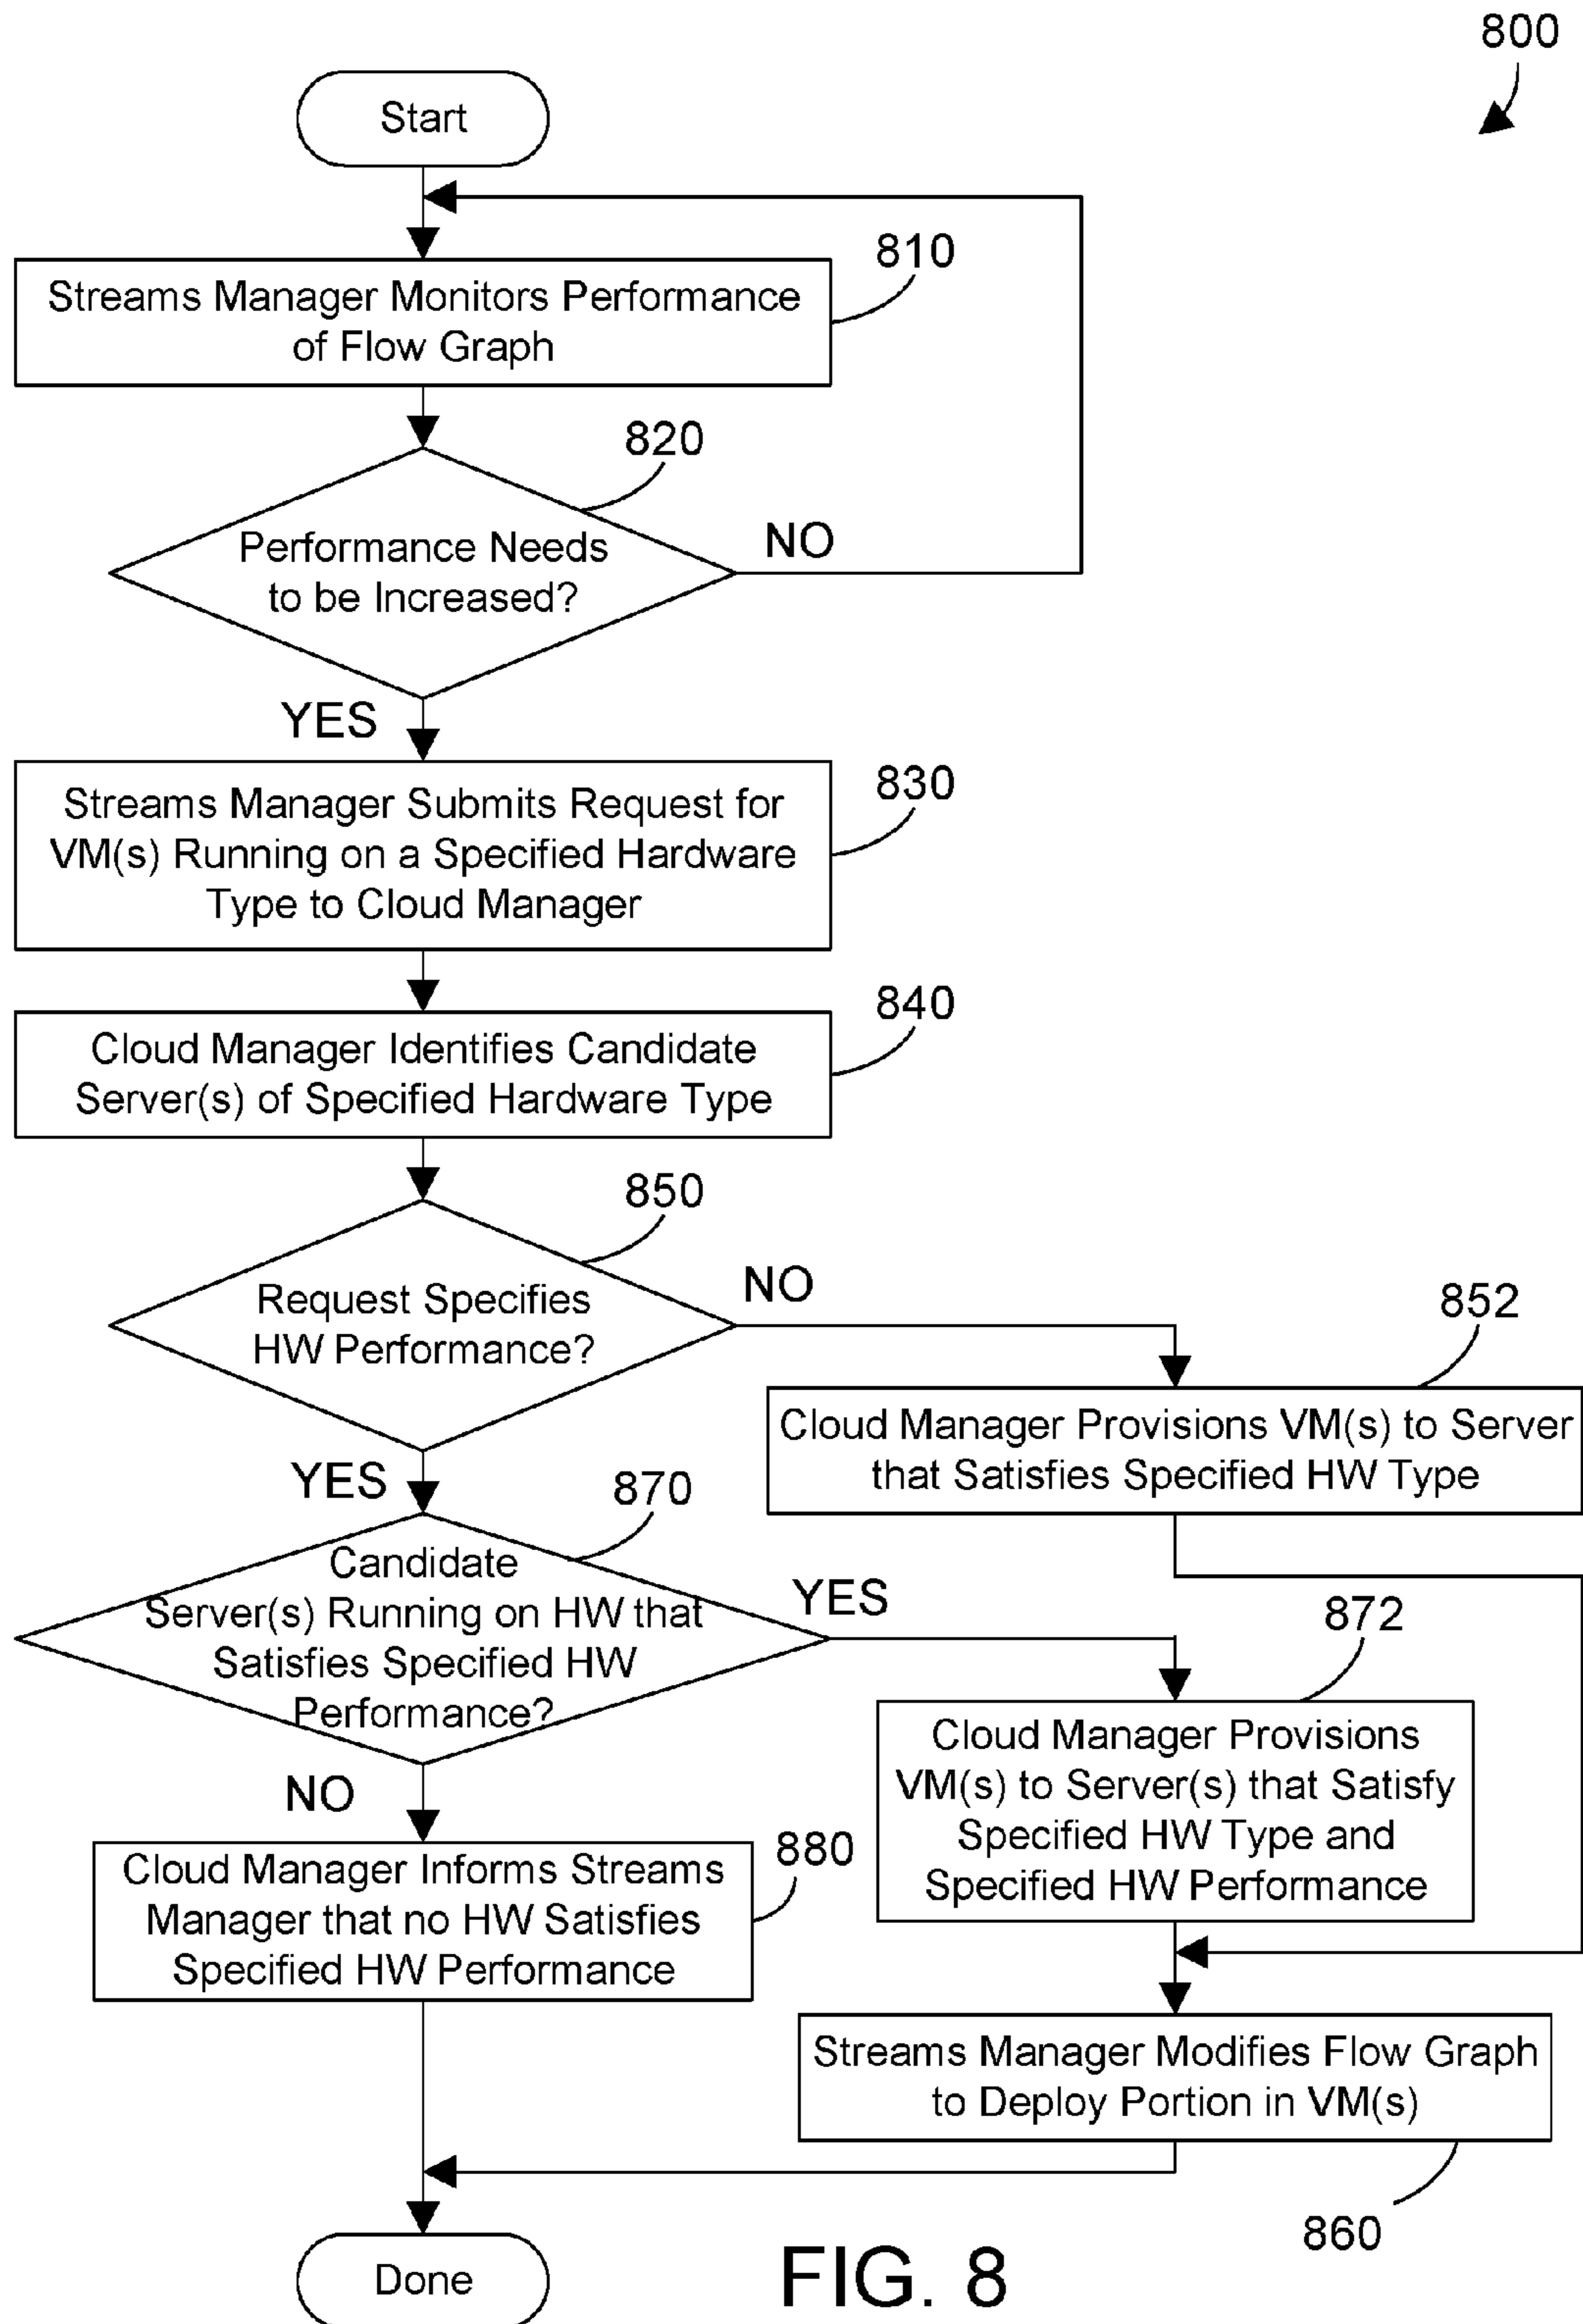 800
Start
810
Streams Manager Monitors Performance
of Flow Graph
820
Performance Needs
to be Increased?
NO
YES
830
Streams Manager Submits Request for
VM(s) Running on a Specified Hardware
Type to Cloud Manager
840
Cloud Manager Identifies Candidate
Server(s) of Specified Hardware Type
850
Request Specifies
HW Performance?
NO
852
Cloud Manager Provisions VM(s) to Server
that Satisfies Specified HW Type
YES
870
Candidate
Server(s) Running on HW that
Satisfies Specified HW
Performance?
YES
872
Cloud Manager Provisions
VM(s) to Server(s) that Satisfy
Specified HW Type and
Specified HW Performance
NO
880
Cloud Manager Informs Streams
Manager that no HW Satisfies
Specified HW Performance
Streams Manager Modifies Flow Graph
to Deploy Portion in VM(s)
860
Done
FIG. 8